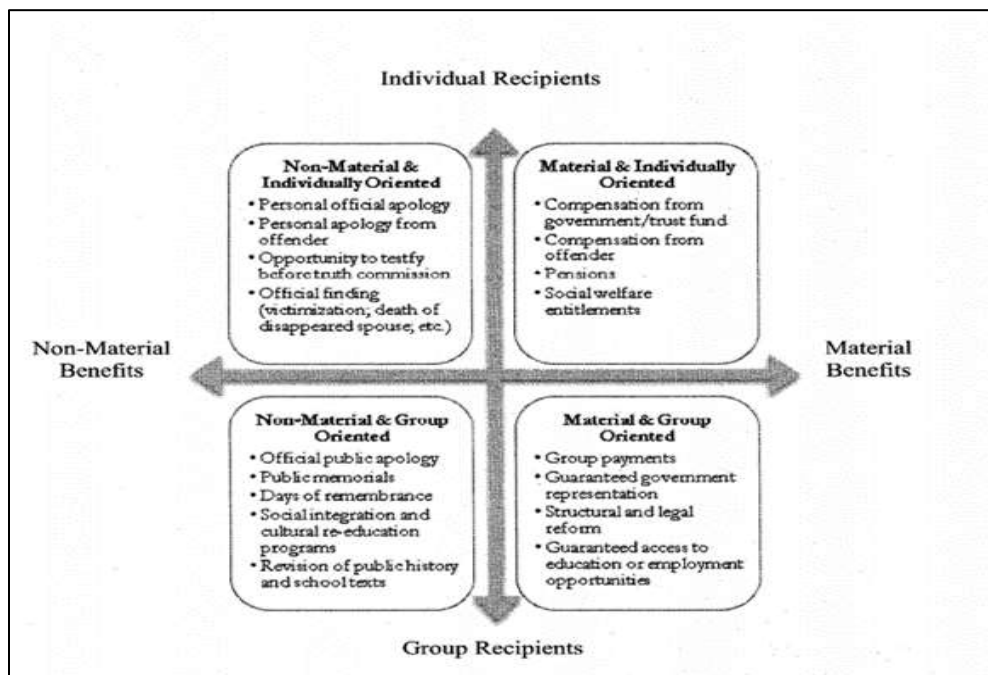 Individual Recipients
Non-Material &
Individually Oriented
• Personal official apology
• Personal apology from
offender
• Opportunity to testfy
before truth commission
• Official finding
(victimization; death of
disappeared spouse; etc.)
Material & Individually
Oriented
• Compensation from
government/trust fund
• Compensation from
offender
• Pensions
• Social welfare
entitlements
Non-Material
Benefits
Material
Benefits
Non-Material & Group
Oriented
• Official public apology
• Public memorials
• Days of remembrance
• Social integration and
cultural re-education
programs
• Revision of public history
and school texts
Material & Group
Oriented
• Group payments
• Guaranteed government
representation
• Structural and legal
reform
• Guaranteed access to
education or employment
opportunities
Group Recipients